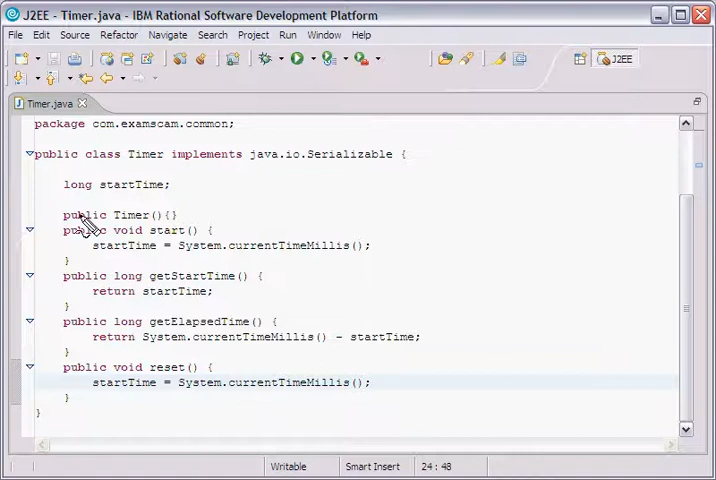 J2EE - Timer.java - IBM Rational Software Development Platform
File Edit Source Refactor Navigate Search Project Run Window Help
J2EE
Timer.java
package com.examscam.common;
public class Timer implements java.io.Serializable {
long startTime;
public Timer(){}
public void start() {
startTime = System.currentTimeMillis();
}
public long getStartTime() {
return startTime;
}
public long getElapsedTime() {
return System.currentTimeMillis() - startTime;
}
public void reset() {
startTime = System.currentTimeMillis();
}
}
Writable Smart Insert 24 : 48